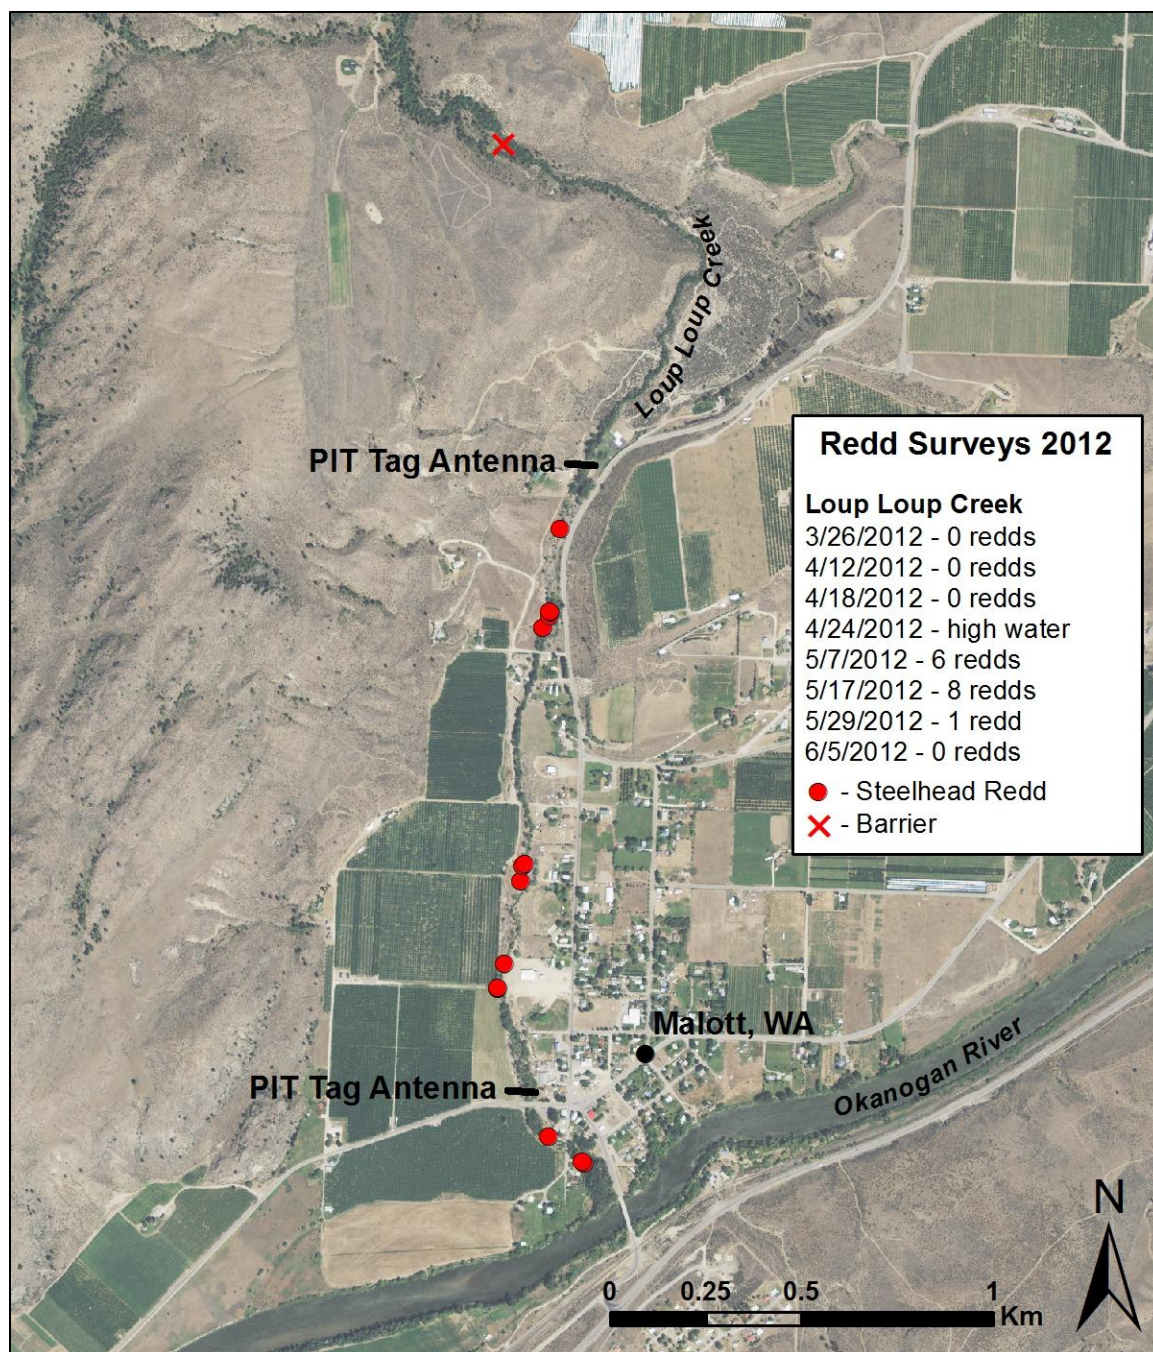 Loup Loup Creek
PIT Tag Antenna
Redd Surveys 2012
Loup Loup Creek
3/26/2012 - 0 redds
4/12/2012 - 0 redds
4/18/2012 - 0 redds
4/24/2012 - high water
5/7/2012 - 6 redds
5/17/2012 - 8 redds
5/29/2012 - 1 redd
6/5/2012 - 0 redds
- Steelhead Redd
- Barrier
Malott, WA
PIT Tag Antenna
Okanogan River
N
0 0.25 0.5 1
Km